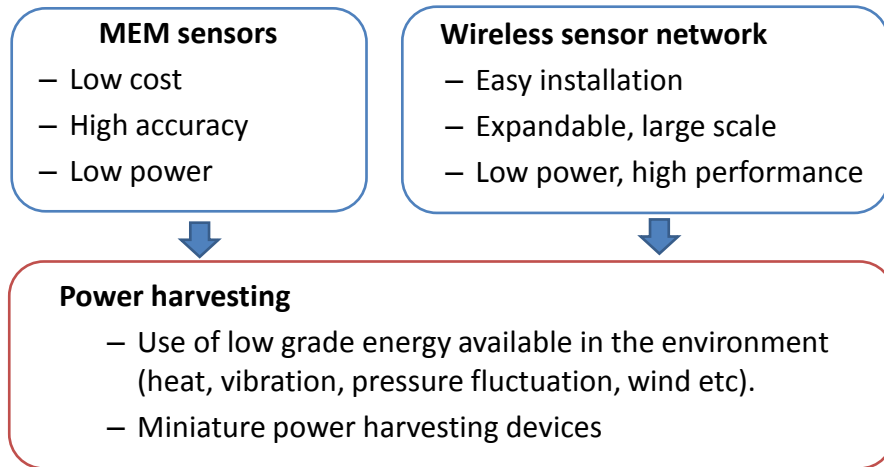 MEM sensors
– Low cost
– High accuracy
– Low power
Wireless sensor network
– Easy installation
– Expandable, large scale
– Low power, high performance
Power harvesting
– Use of low grade energy available in the environment
(heat, vibration, pressure fluctuation, wind etc).
– Miniature power harvesting devices